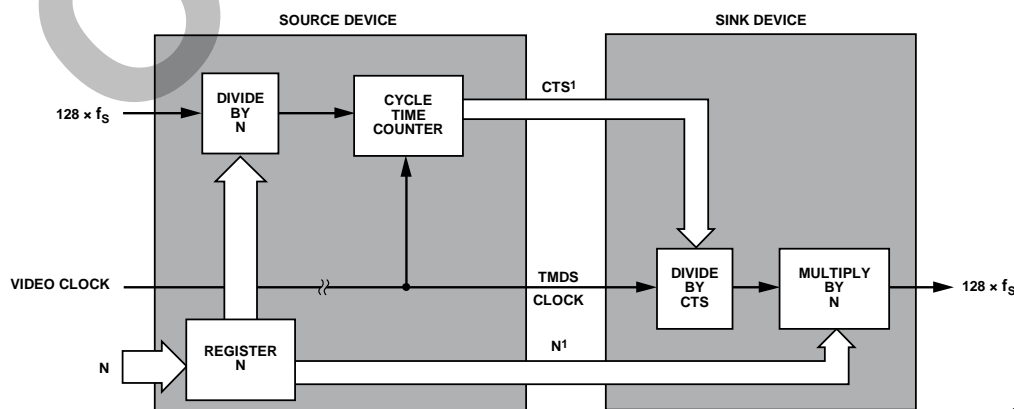 SOURCE DEVICE
SINK DEVICE
128 × fS
DIVIDE
BY
N
CYCLE
TIME
COUNTER
CTS1
VIDEO CLOCK
TMDS
CLOCK
DIVIDE
BY
CTS
MULTIPLY
BY
N
128 × fS
N
REGISTER
N
N1